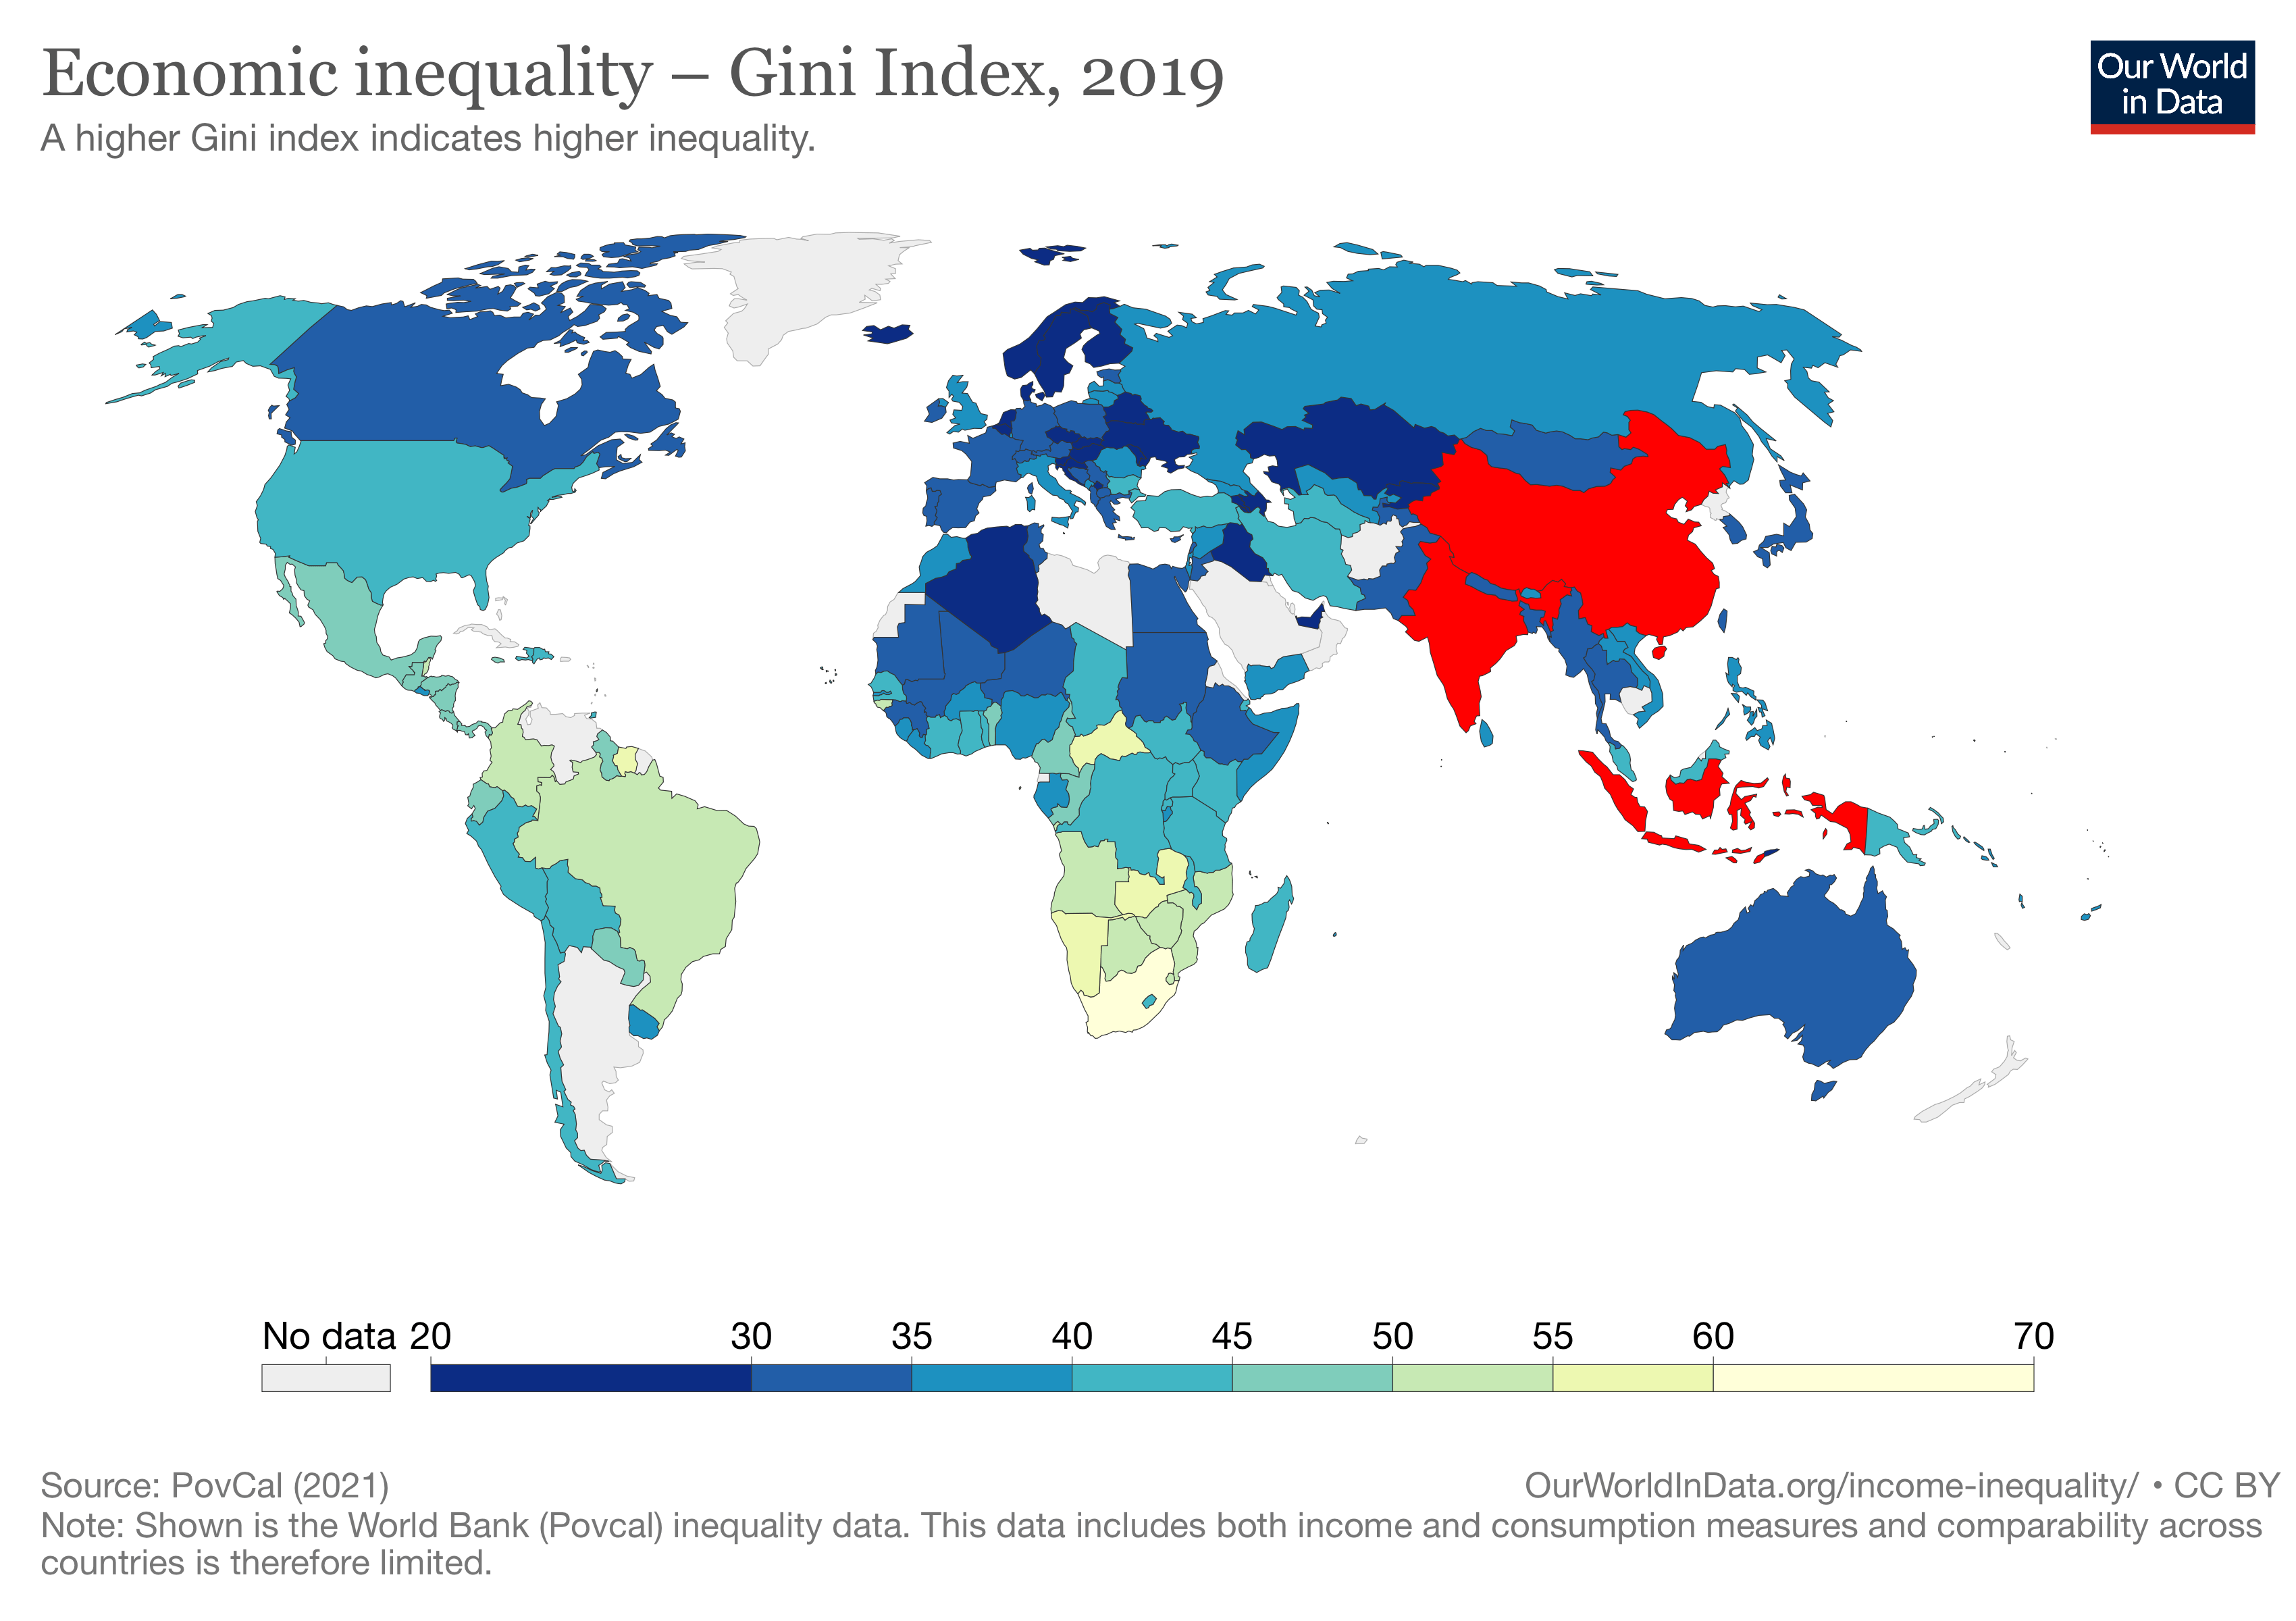 Economic inequality – Gini Index, 2019
A higher Gini index indicates higher inequality.
Our World
in Data
No data 20 30 35 40 45 50 55 60 70
Source: PovCal (2021)
OurWorldInData.org/income-inequality/ • CC BY
Note: Shown is the World Bank (Povcal) inequality data. This data includes both income and consumption measures and comparability across
countries is therefore limited.